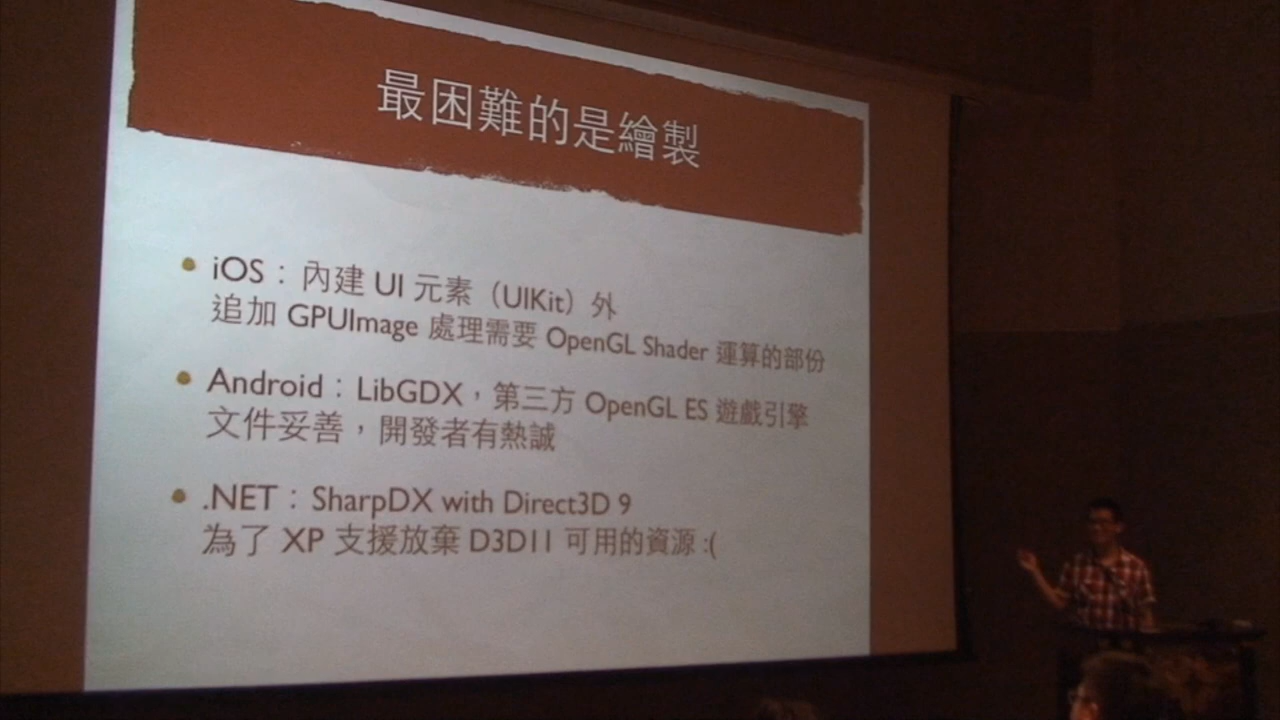 最困難的是繪製
iOS：內建 UI 元素（UIKit）外
追加 GPUImage 處理需要 OpenGL Shader 運算的部份
Android：LibGDX，第三方 OpenGL ES 遊戲引擎
文件妥善，開發者有熱誠
.NET：SharpDX with Direct3D 9
為了 XP 支援放棄 D3D11 可用的資源 :(